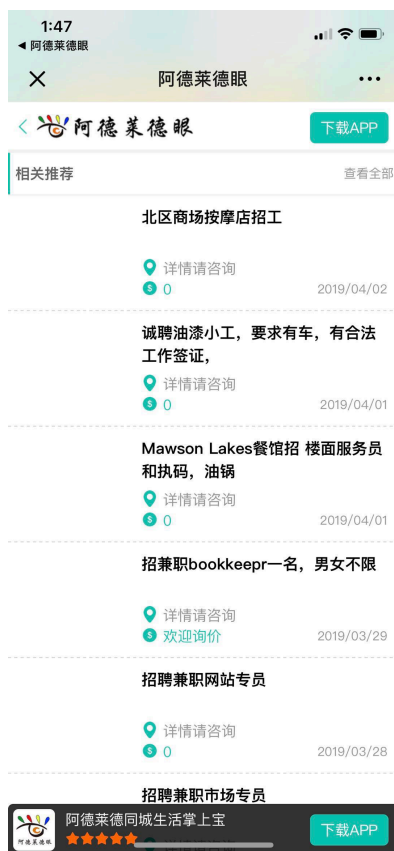 1:47
◀ 阿德莱德眼
阿德莱德眼
阿德莱德眼
下载APP
相关推荐
查看全部
北区商场按摩店招工
详情请咨询
$ 0
2019/04/02
诚聘油漆小工，要求有车，有合法
工作签证，
详情请咨询
$ 0
2019/04/01
Mawson Lakes餐馆招 楼面服务员
和执码，油锅
详情请咨询
$ 0
2019/04/01
招兼职bookkeepr一名，男女不限
详情请咨询
$ 欢迎询价
2019/03/29
招聘兼职网站专员
详情请咨询
$ 0
2019/03/28
招聘兼职市场专员
阿德莱德眼
阿德莱德同城生活掌上宝
下载APP